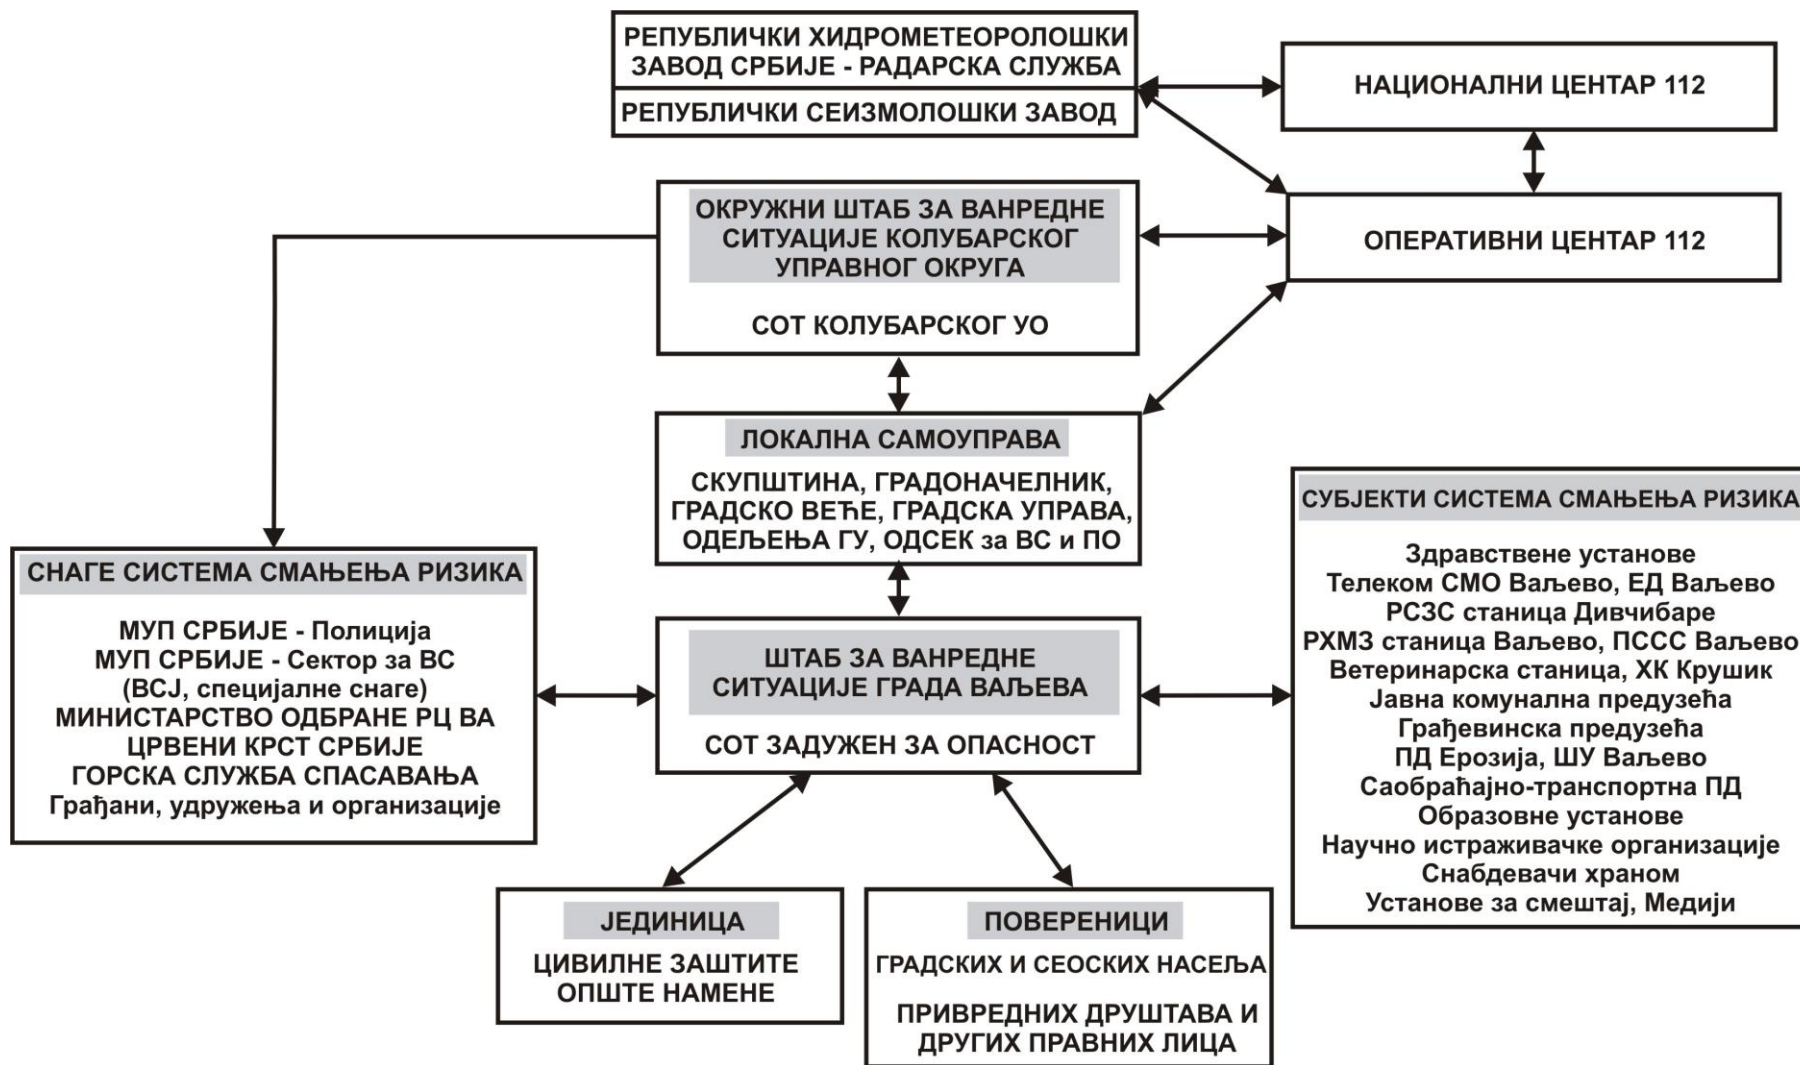 РЕПУБЛИЧКИ ХИДРОМЕТЕОРОЛОШКИ
ЗАВОД СРБИЈЕ - РАДАРСКА СЛУЖБА
РЕПУБЛИЧКИ СЕИЗМОЛОШКИ ЗАВОД
НАЦИОНАЛНИ ЦЕНТАР 112
ОКРУЖНИ ШТАБ ЗА ВАНРЕДНЕ
СИТУАЦИЈЕ КОЛУБАРСКОГ
УПРАВНОГ ОКРУГА
СОТ КОЛУБАРСКОГ УО
ОПЕРАТИВНИ ЦЕНТАР 112
ЛОКАЛНА САМОУПРАВА
СКУПШТИНА, ГРАДОНАЧЕЛНИК,
ГРАДСКО ВЕЋЕ, ГРАДСКА УПРАВА,
ОДЕЉЕЊА ГУ, ОДСЕК за ВС и ПО
СНАГЕ СИСТЕМА СМАЊЕЊА РИЗИКА
МУП СРБИЈЕ - Полиција
МУП СРБИЈЕ - Сектор за ВС
(ВСЈ, специјалне снаге)
МИНИСТАРСТВО ОДБРАНЕ РЦ ВА
ЦРВЕНИ КРСТ СРБИЈЕ
ГОРСКА СЛУЖБА СПАСАВАЊА
Грађани, удружења и организације
ШТАБ ЗА ВАНРЕДНЕ
СИТУАЦИЈЕ ГРАДА ВАЉЕВА
СОТ ЗАДУЖЕН ЗА ОПАСНОСТ
СУБЈЕКТИ СИСТЕМА СМАЊЕЊА РИЗИКА
Здравствене установе
Телеком СМО Ваљево, ЕД Ваљево
РСЗС станица Дивчибаре
РХМЗ станица Ваљево, ПССС Ваљево
Ветеринарска станица, ХК Крушик
Јавна комунална предузећа
Грађевинска предузећа
ПД Ерозија, ШУ Ваљево
Саобраћајно-транспортна ПД
Образовне установе
Научно истраживачке организације
Снабдевачи храном
Установе за смештај, Медији
ЈЕДИНИЦА
ЦИВИЛНЕ ЗАШТИТЕ
ОПШТЕ НАМЕНЕ
ПОВЕРЕНИЦИ
ГРАДСКИХ И СЕОСКИХ НАСЕЉА
ПРИВРЕДНИХ ДРУШТАВА И
ДРУГИХ ПРАВНИХ ЛИЦА